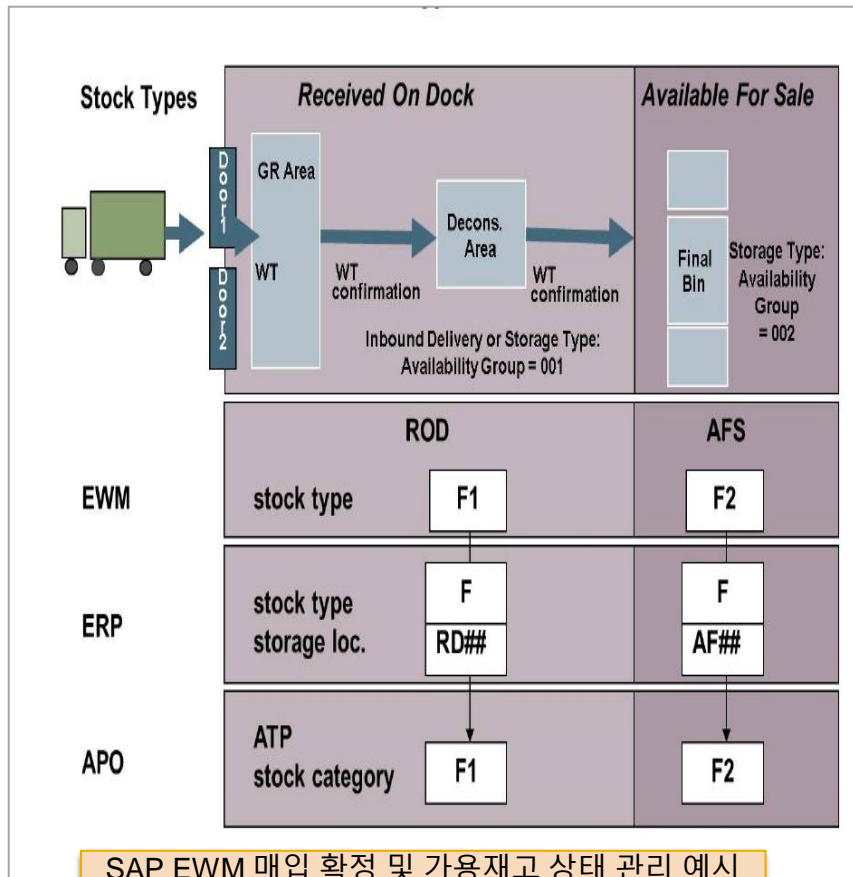 Stock Types
Received On Dock
Available For Sale
Door1
Door2
GR Area
WT
WT
confirmation
Decons.
Area
WT
confirmation
Inbound Delivery or Storage Type:
Availability Group = 001
Final
Bin
Storage Type:
Availability
Group
= 002
ROD
AFS
EWM
stock type
F1
F2
ERP
stock type
F
F
storage loc.
RD##
AF##
APO
ATP
stock category
F1
F2
SAP EWM 매입 확정 및 가용재고 상태 관리 예시